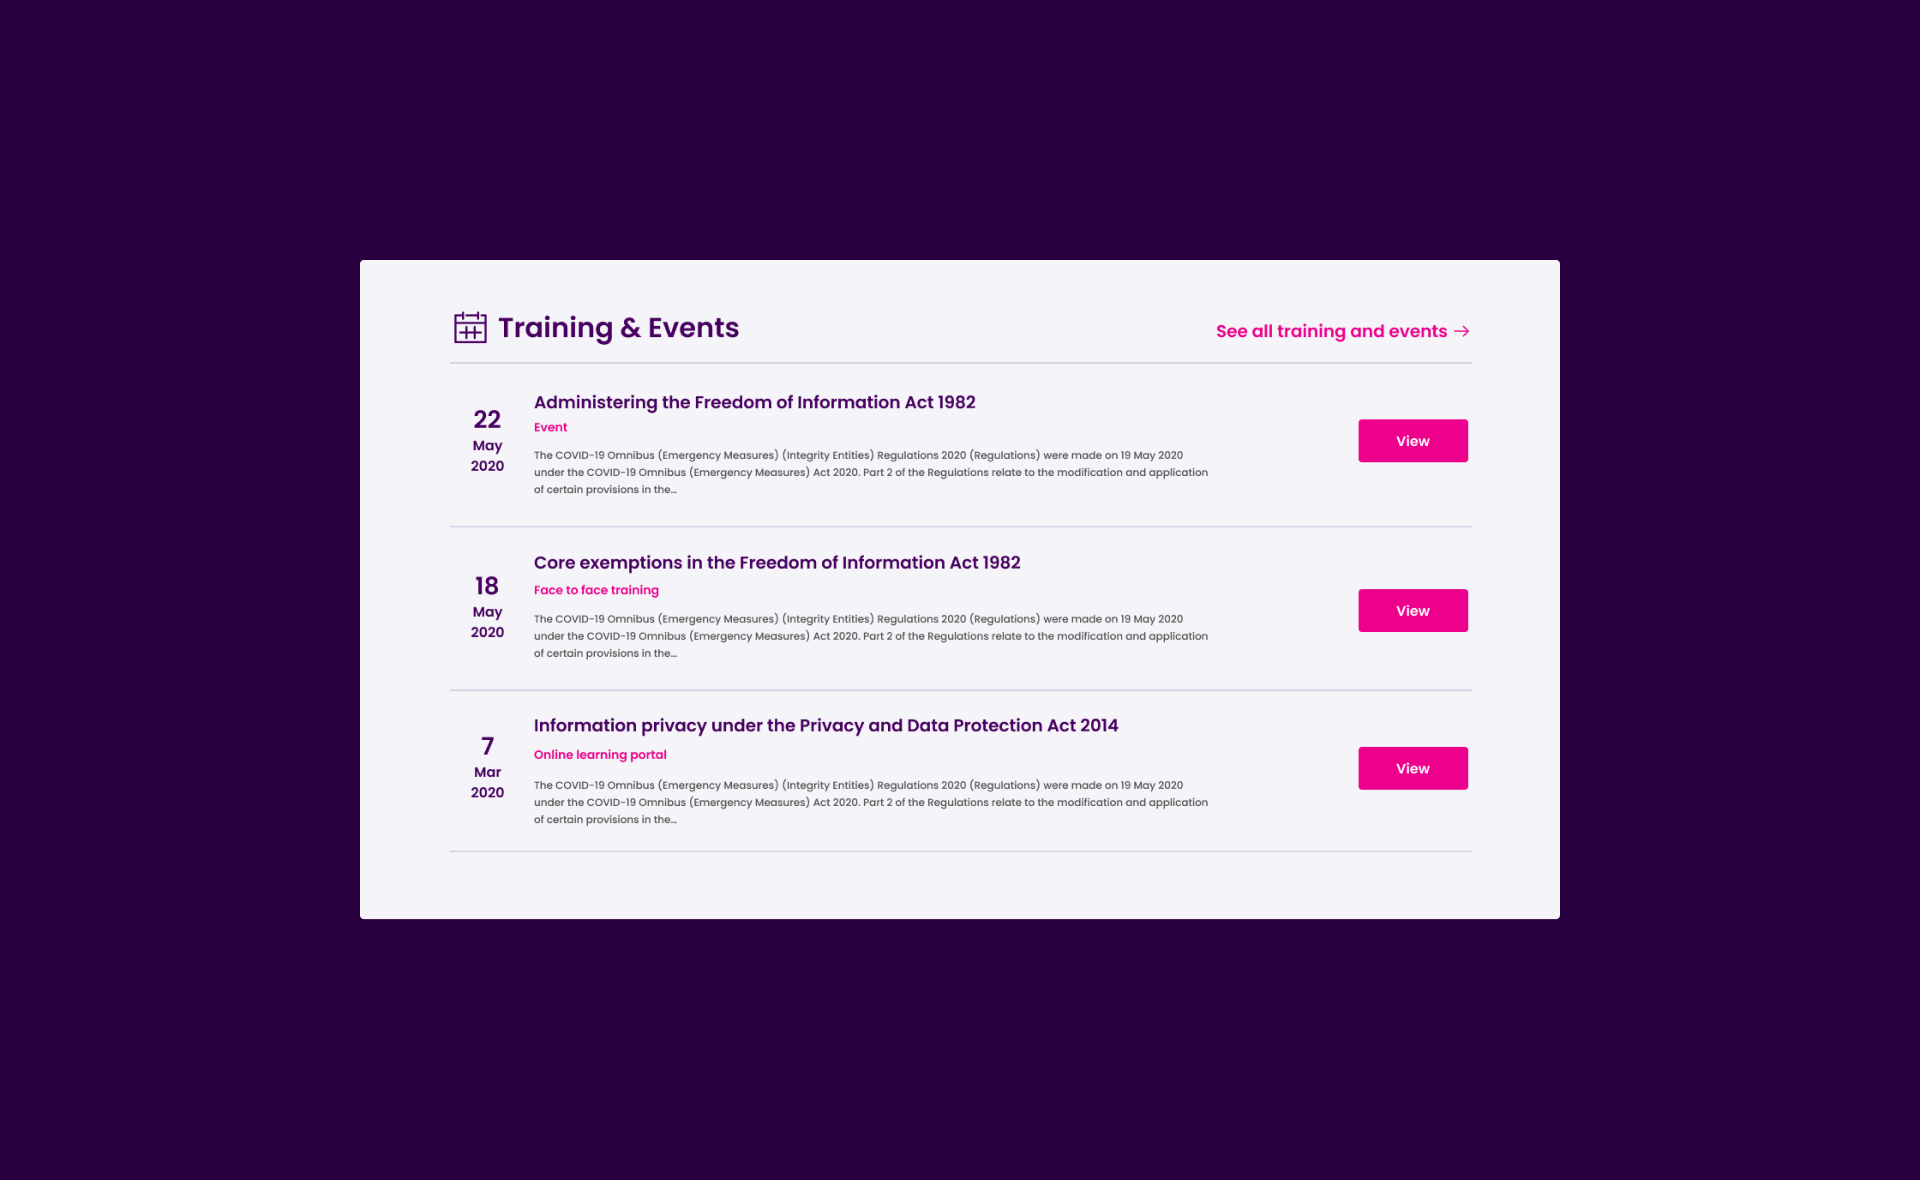 Training & Events
See all training and events →
22
May
2020
Administering the Freedom of Information Act 1982
Event
The COVID-19 Omnibus (Emergency Measures) (Integrity Entities) Regulations 2020 (Regulations) were made on 19 May 2020
under the COVID-19 Omnibus (Emergency Measures) Act 2020. Part 2 of the Regulations relate to the modification and application
of certain provisions in the...
View
18
May
2020
Core exemptions in the Freedom of Information Act 1982
Face to face training
The COVID-19 Omnibus (Emergency Measures) (Integrity Entities) Regulations 2020 (Regulations) were made on 19 May 2020
under the COVID-19 Omnibus (Emergency Measures) Act 2020. Part 2 of the Regulations relate to the modification and application
of certain provisions in the...
View
7
Mar
2020
Information privacy under the Privacy and Data Protection Act 2014
Online learning portal
The COVID-19 Omnibus (Emergency Measures) (Integrity Entities) Regulations 2020 (Regulations) were made on 19 May 2020
under the COVID-19 Omnibus (Emergency Measures) Act 2020. Part 2 of the Regulations relate to the modification and application
of certain provisions in the...
View